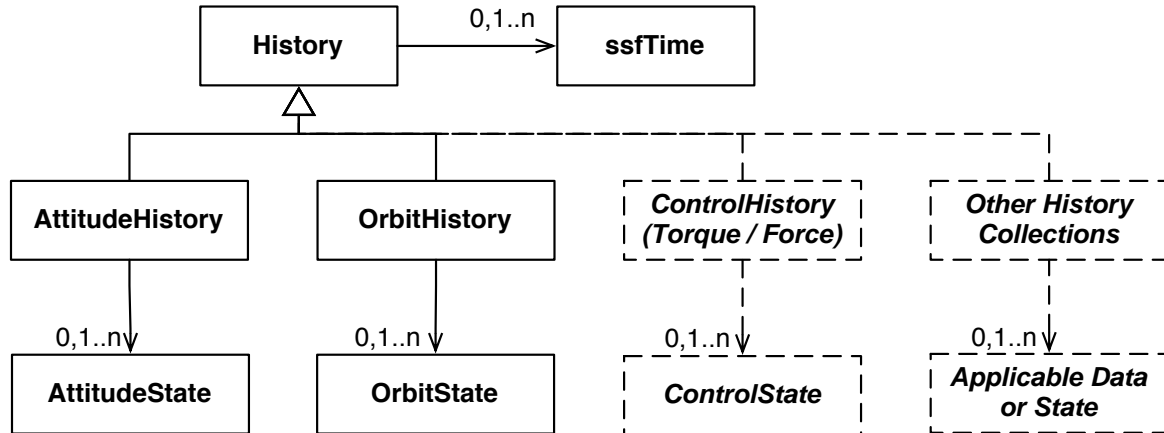 History
0,1..n
ssfTime
AttitudeHistory
OrbitHistory
ControlHistory
(Torque / Force)
Other History
Collections
0,1..n
0,1..n
0,1..n
0,1..n
AttitudeState
OrbitState
ControlState
Applicable Data
or State